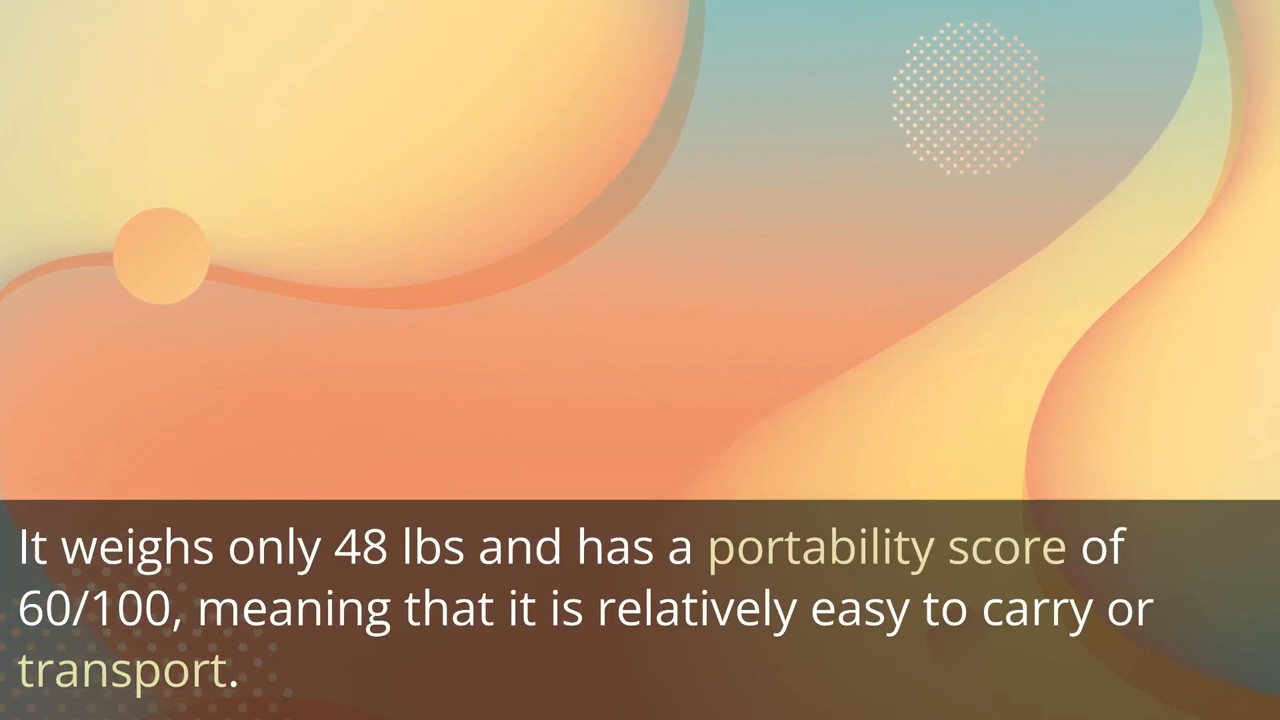 It weighs only 48 lbs and has a portability score of
60/100, meaning that it is relatively easy to carry or
transport.